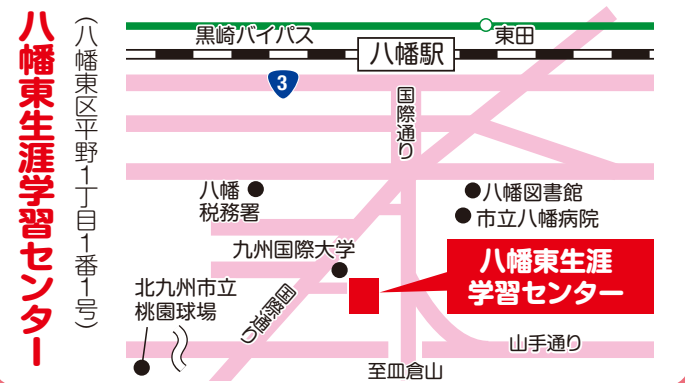 八幡東生涯学習センター
（八幡東区平野1丁目1番1号）
黒崎バイパス
東田
八幡駅
3
国際通り
八幡
税務署
八幡図書館
市立八幡病院
九州国際大学
八幡東生涯
学習センター
北九州市立
桃園球場
国際通り
山手通り
至皿倉山